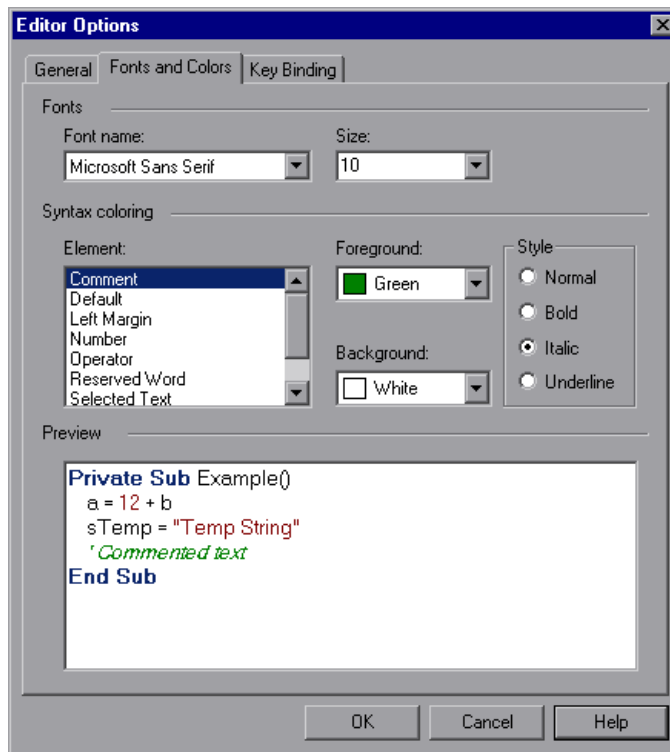 Editor Options
General Fonts and Colors Key Binding
Fonts
Font name: Size:
Microsoft Sans Serif 10
Syntax coloring
Element: Foreground: Style
Comment Green Normal
Default
Left Margin Bold
Number
Operator Background: Italic
Reserved Word White Underline
Selected Text
Preview
Private Sub Example()
a = 12 + b
sTemp = "Temp String"
' Commented text
End Sub
OK Cancel Help